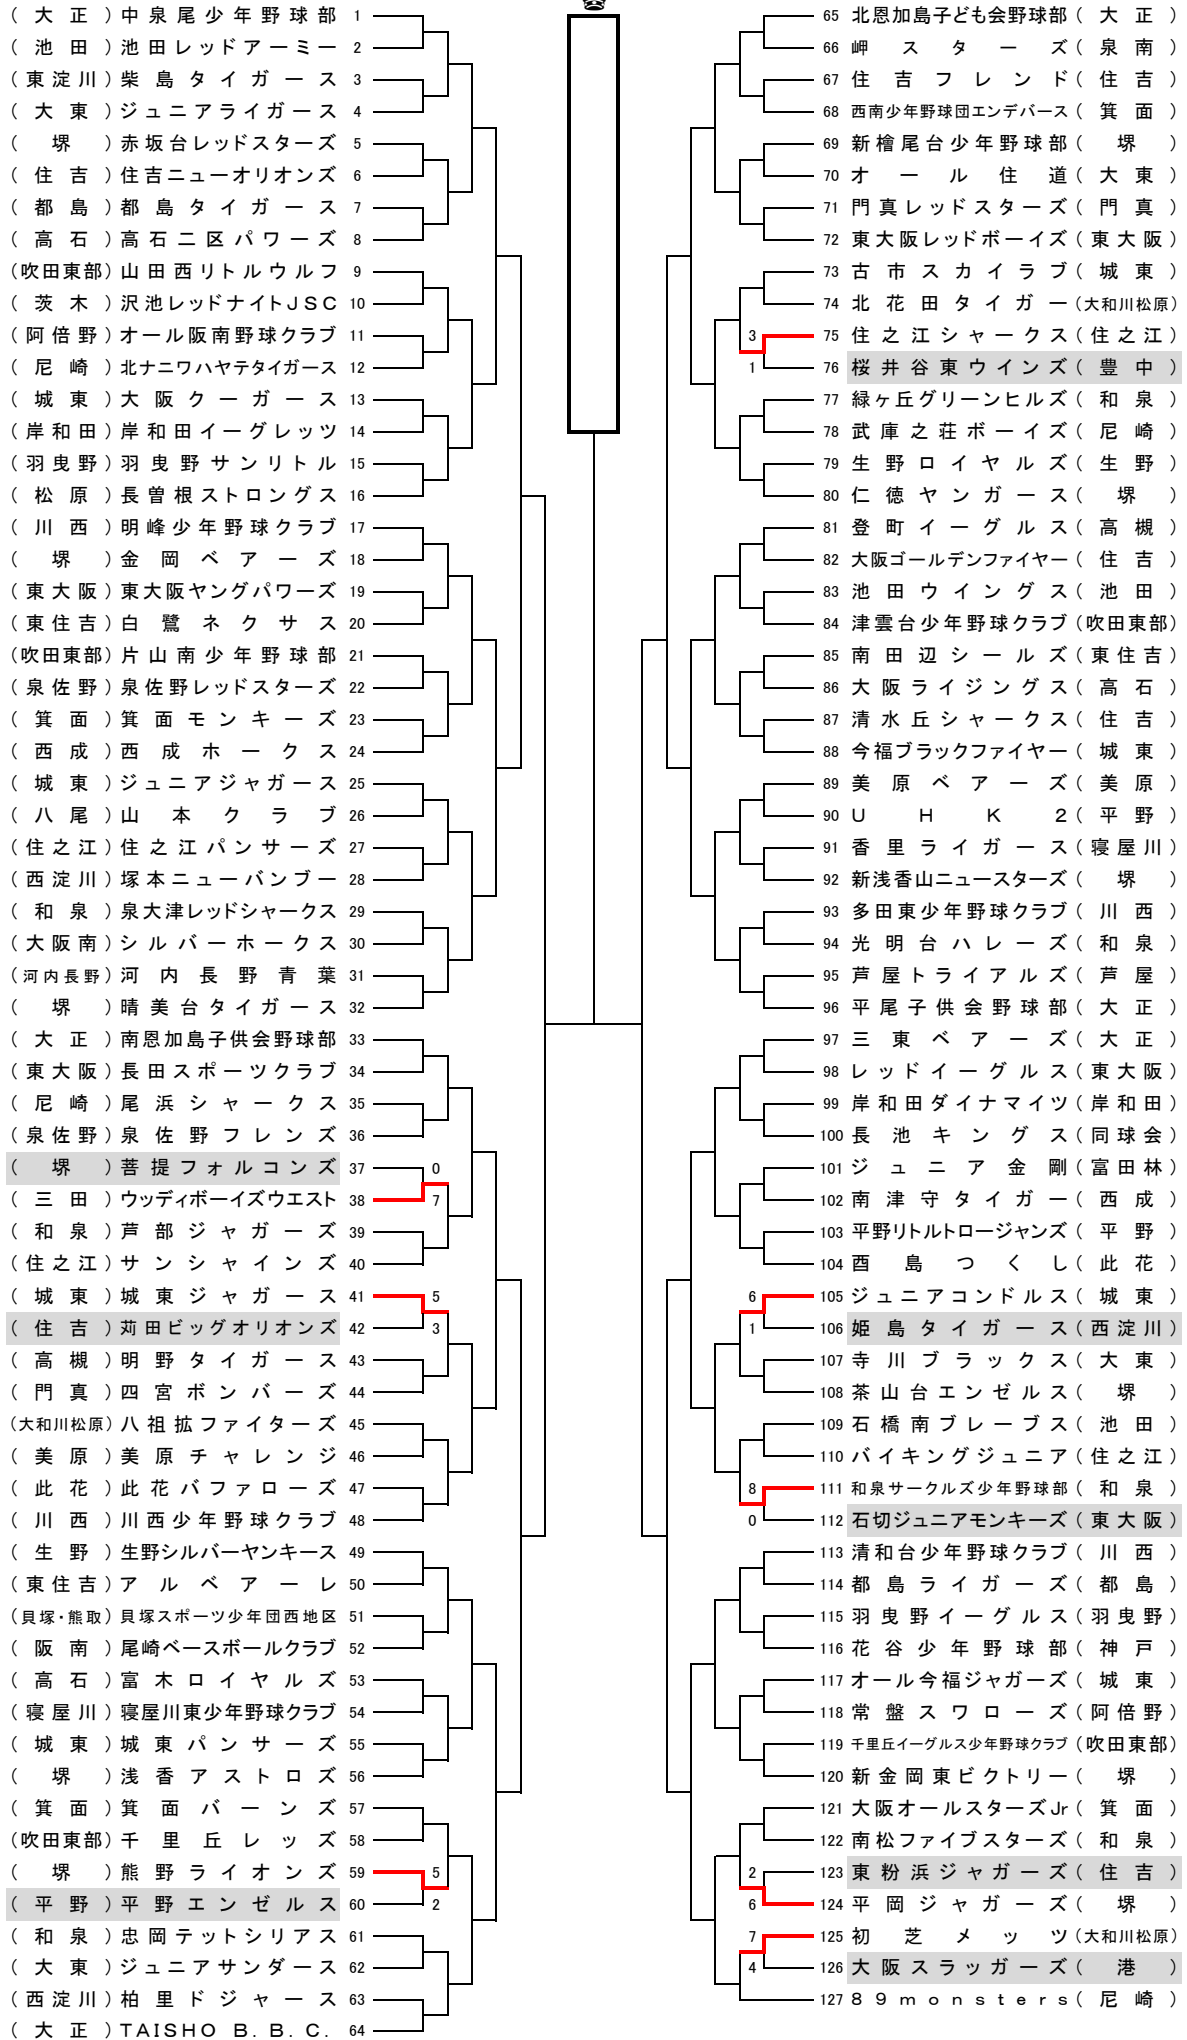 (大正)中泉尾少年野球部 1
(池田)池田レッドアーミー 2
(東淀川)柴島タイガース 3
(大東)ジュニアライガース 4
(堺)赤坂台レッドスターズ 5
(住吉)住吉ニューオリオンズ 6
(都島)都島タイガース 7
(高石)高石二区パワーズ 8
(吹田東部)山田西リトルウルフ 9
(茨木)沢池レッドナイトJSC 10
(阿倍野)オール阪南野球クラブ 11
(尼崎)北ナニワハヤテタイガース 12
(城東)大阪クーガース 13
(岸和田)岸和田イーグレッツ 14
(羽曳野)羽曳野サンリトル 15
(松原)長曽根ストロングス 16
(川西)明峰少年野球クラブ 17
(堺)金岡ベアーズ 18
(東大阪)東大阪ヤングパワーズ 19
(東住吉)白鷺ネクサス 20
(吹田東部)片山南少年野球部 21
(泉佐野)泉佐野レッドスターズ 22
(箕面)箕面モンキーズ 23
(西成)西成ホークス 24
(城東)ジュニアジャガース 25
(八尾)山本クラブ 26
(住之江)住之江パンサーズ 27
(西淀川)塚本ニューバンブー 28
(和泉)泉大津レッドシャークス 29
(大阪南)シルバーホークス 30
(河内長野)河内長野青葉 31
(堺)晴美台タイガース 32
(大正)南恩加島子供会野球部 33
(東大阪)長田スポーツクラブ 34
(尼崎)尾浜シャークス 35
(泉佐野)泉佐野フレンズ 36
(堺)菩提フォルコンズ 37 0
(三田)ウッディボーイズウエスト 38 7
(和泉)芦部ジャガーズ 39
(住之江)サンシャインズ 40
(城東)城東ジャガース 41 5
(住吉)苅田ビッグオリオンズ 42 3
(高槻)明野タイガース 43
(門真)四宮ボンバーズ 44
(大和川松原)八祖拡ファイターズ 45
(美原)美原チャレンジ 46
(此花)此花バファローズ 47
(川西)川西少年野球クラブ 48
(生野)生野シルバーヤンキース 49
(東住吉)アルベアーレ 50
(貝塚・熊取)貝塚スポーツ少年団西地区 51
(阪南)尾崎ベースボールクラブ 52
(高石)富木ロイヤルズ 53
(寝屋川)寝屋川東少年野球クラブ 54
(城東)城東パンサーズ 55
(堺)浅香アストロズ 56
(箕面)箕面バーンズ 57
(吹田東部)千里丘レッズ 58
(堺)熊野ライオンズ 59 5
(平野)平野エンゼルス 60 2
(和泉)忠岡テットシリアス 61
(大東)ジュニアサンダース 62
(西淀川)柏里ドジャース 63
(大正)TAISHO B.B.C. 64
65 北恩加島子ども会野球部(大正)
66 岬スターズ(泉南)
67 住吉フレンド(住吉)
68 西南少年野球団エンデバース(箕面)
69 新檜尾台少年野球部(堺)
70 オール住道(大東)
71 門真レッドスターズ(門真)
72 東大阪レッドボーイズ(東大阪)
73 古市スカイラブ(城東)
74 北花田タイガー(大和川松原)
3 75 住之江シャークス(住之江)
1 76 桜井谷東ウインズ(豊中)
77 緑ヶ丘グリーンヒルズ(和泉)
78 武庫之荘ボーイズ(尼崎)
79 生野ロイヤルズ(生野)
80 仁徳ヤンガース(堺)
81 登町イーグルス(高槻)
82 大阪ゴールデンファイヤー(住吉)
83 池田ウイングス(池田)
84 津雲台少年野球クラブ(吹田東部)
85 南田辺シールズ(東住吉)
86 大阪ライジングス(高石)
87 清水丘シャークス(住吉)
88 今福ブラックファイヤー(城東)
89 美原ベアーズ(美原)
90 UHK2(平野)
91 香里ライガース(寝屋川)
92 新浅香山ニュースターズ(堺)
93 多田東少年野球クラブ(川西)
94 光明台ハレーズ(和泉)
95 芦屋トライアルズ(芦屋)
96 平尾子供会野球部(大正)
97 三東ベアーズ(大正)
98 レッドイーグルス(東大阪)
99 岸和田ダイナマイツ(岸和田)
100 長池キングス(同球会)
101 ジュニア金剛(富田林)
102 南津守タイガー(西成)
103 平野リトルトロージャンズ(平野)
104 酉島つくし(此花)
6 105 ジュニアコンドルス(城東)
1 106 姫島タイガース(西淀川)
107 寺川ブラックス(大東)
108 茶山台エンゼルス(堺)
109 石橋南ブレーブス(池田)
110 バイキングジュニア(住之江)
8 111 和泉サークルズ少年野球部(和泉)
0 112 石切ジュニアモンキーズ(東大阪)
113 清和台少年野球クラブ(川西)
114 都島ライガーズ(都島)
115 羽曳野イーグルス(羽曳野)
116 花谷少年野球部(神戸)
117 オール今福ジャガーズ(城東)
118 常盤スワローズ(阿倍野)
119 千里丘イーグルス少年野球クラブ(吹田東部)
120 新金岡東ビクトリー(堺)
121 大阪オールスターズJr(箕面)
122 南松ファイブスターズ(和泉)
2 123 東粉浜ジャガーズ(住吉)
6 124 平岡ジャガーズ(堺)
7 125 初芝メッツ(大和川松原)
4 126 大阪スラッガーズ(港)
127 89monsters(尼崎)